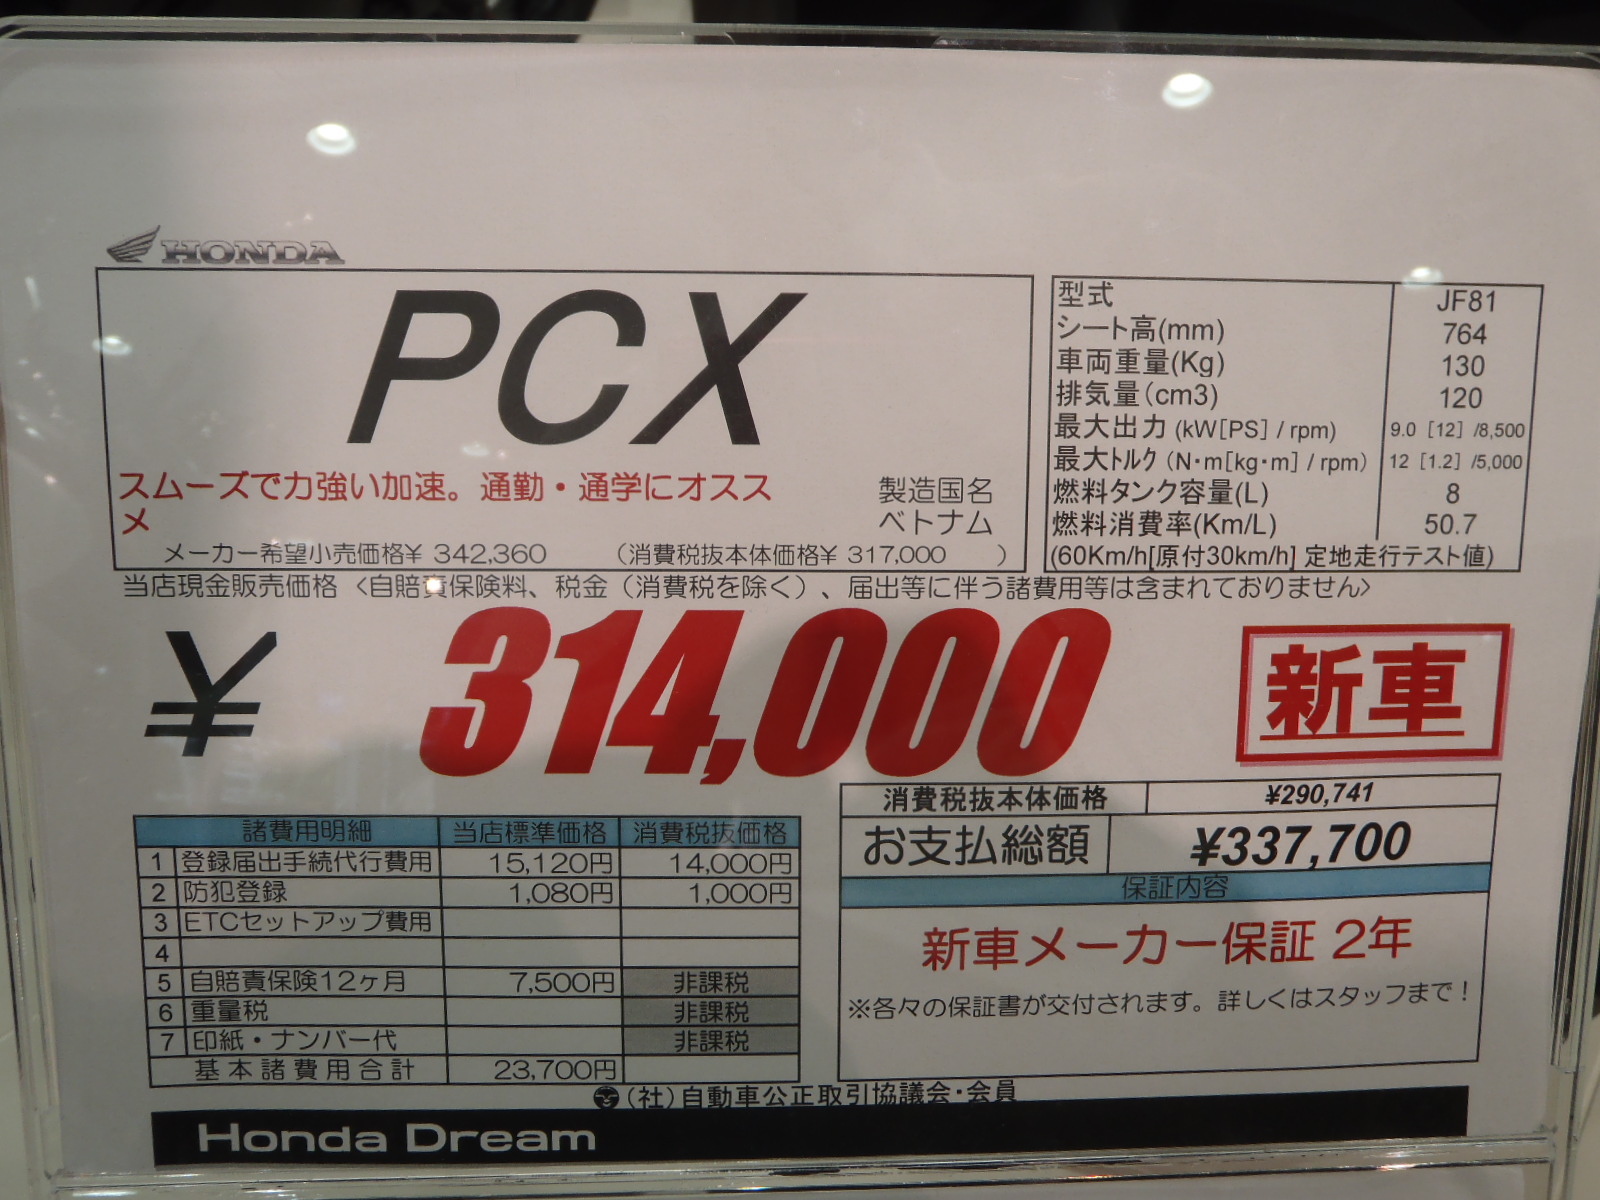 HONDA
PCX
スムーズで力強い加速。通勤・通学にオスス
メ
製造国名
ベトナム
メーカー希望小売価格¥ 342,360 (消費税抜本体価格¥ 317,000 )
型式 JF81
シート高(mm) 764
車両重量(Kg) 130
排気量(cm3) 120
最大出力 (kW[PS] / rpm) 9.0 [12] /8,500
最大トルク (N・m[kg・m] / rpm) 12 [1.2] /5,000
燃料タンク容量(L) 8
燃料消費率(Km/L) 50.7
(60Km/h[原付30km/h] 定地走行テスト値)
当店現金販売価格 <自賠責保険料、税金(消費税を除く)、届出等に伴う諸費用等は含まれておりません>
¥ 314,000
新車
消費税抜本体価格 ¥290,741
お支払総額 ¥337,700
保証内容
新車メーカー保証 2年
※各々の保証書が交付されます。詳しくはスタッフまで!
諸費用明細 当店標準価格 消費税抜価格
1 登録届出手続代行費用 15,120円 14,000円
2 防犯登録 1,080円 1,000円
3 ETCセットアップ費用
4
5 自賠責保険12ヶ月 7,500円 非課税
6 重量税 非課税
7 印紙・ナンバー代 非課税
基本諸費用合計 23,700円
(社)自動車公正取引協議会・会員
Honda Dream